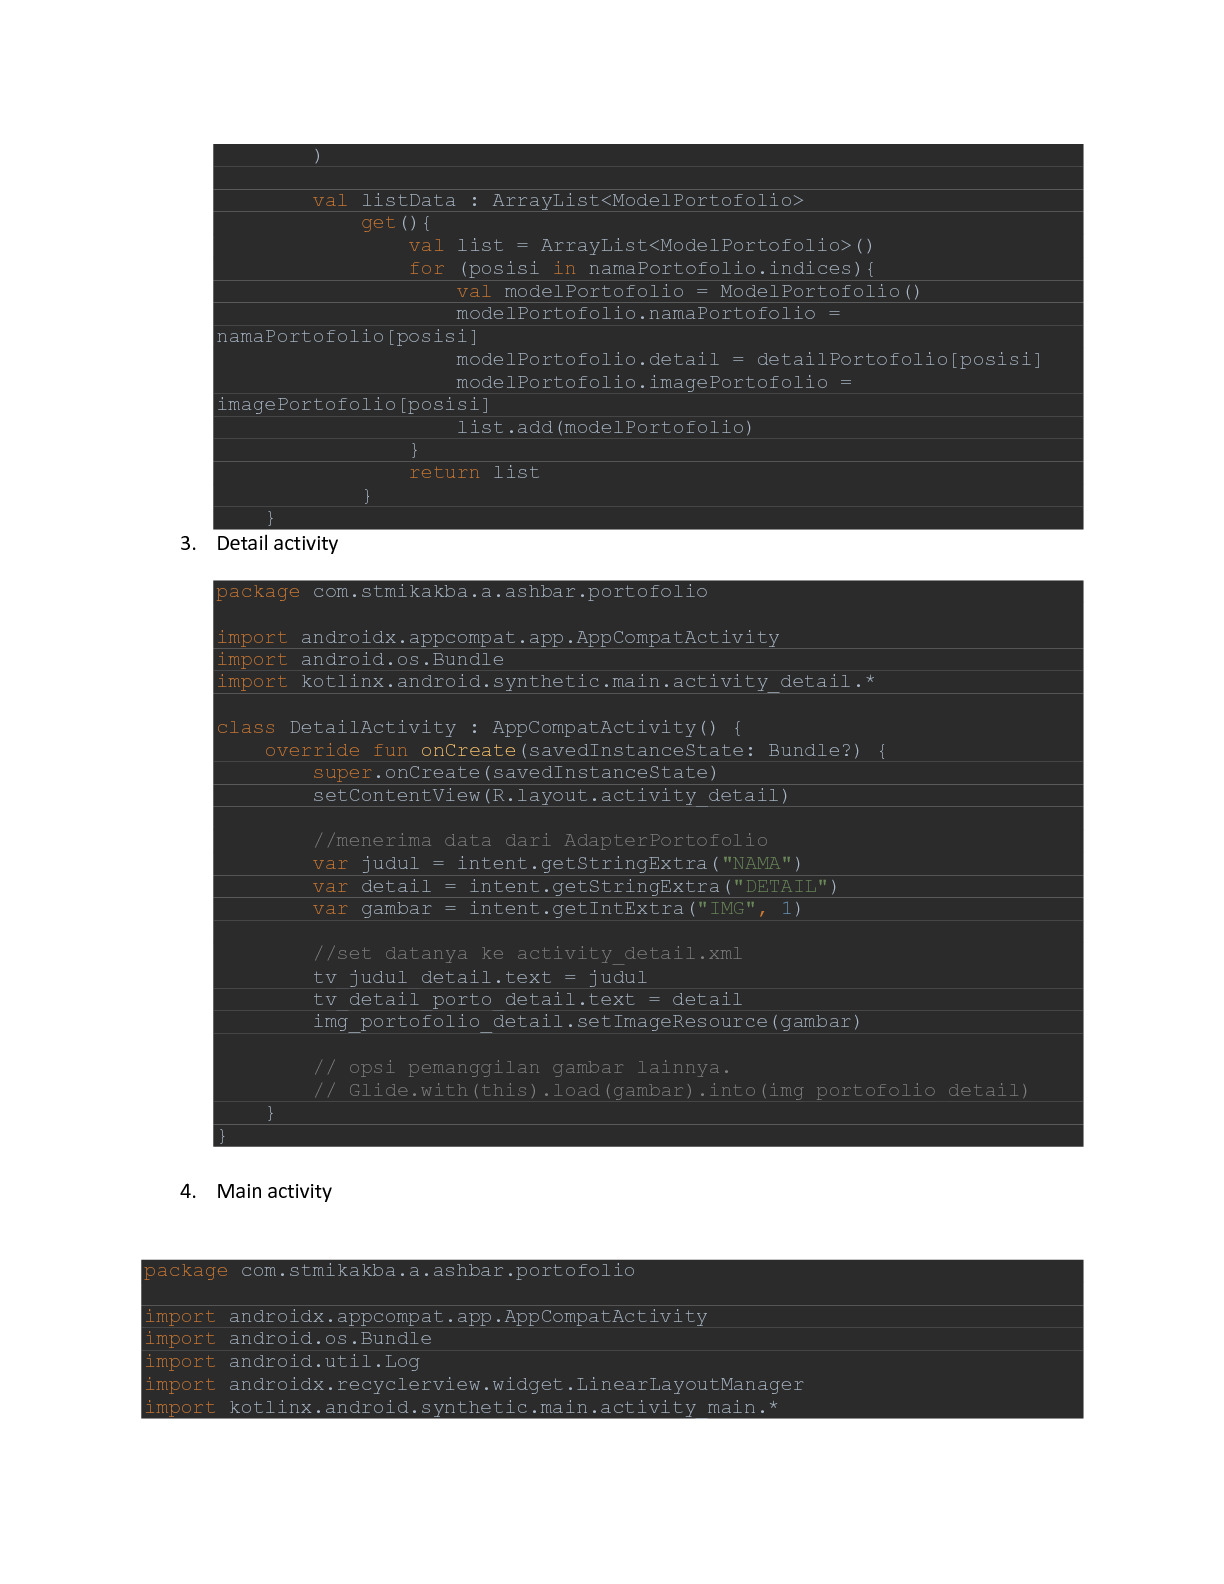 )

        val listData : ArrayList<ModelPortofolio>
            get(){
                val list = ArrayList<ModelPortofolio>()
                for (posisi in namaPortofolio.indices){
                    val modelPortofolio = ModelPortofolio()
                    modelPortofolio.namaPortofolio =
namaPortofolio[posisi]
                    modelPortofolio.detail = detailPortofolio[posisi]
                    modelPortofolio.imagePortofolio =
imagePortofolio[posisi]
                    list.add(modelPortofolio)
                }
                return list
            }
    }
3. Detail activity
package com.stmikakba.a.ashbar.portofolio

import androidx.appcompat.app.AppCompatActivity
import android.os.Bundle
import kotlinx.android.synthetic.main.activity_detail.*

class DetailActivity : AppCompatActivity() {
    override fun onCreate(savedInstanceState: Bundle?) {
        super.onCreate(savedInstanceState)
        setContentView(R.layout.activity_detail)

        //menerima data dari AdapterPortofolio
        var judul = intent.getStringExtra("NAMA")
        var detail = intent.getStringExtra("DETAIL")
        var gambar = intent.getIntExtra("IMG", 1)

        //set datanya ke activity_detail.xml
        tv_judul_detail.text = judul
        tv_detail_porto_detail.text = detail
        img_portofolio_detail.setImageResource(gambar)

        // opsi pemanggilan gambar lainnya.
        // Glide.with(this).load(gambar).into(img_portofolio_detail)
    }
}
4. Main activity
package com.stmikakba.a.ashbar.portofolio

import androidx.appcompat.app.AppCompatActivity
import android.os.Bundle
import android.util.Log
import androidx.recyclerview.widget.LinearLayoutManager
import kotlinx.android.synthetic.main.activity_main.*